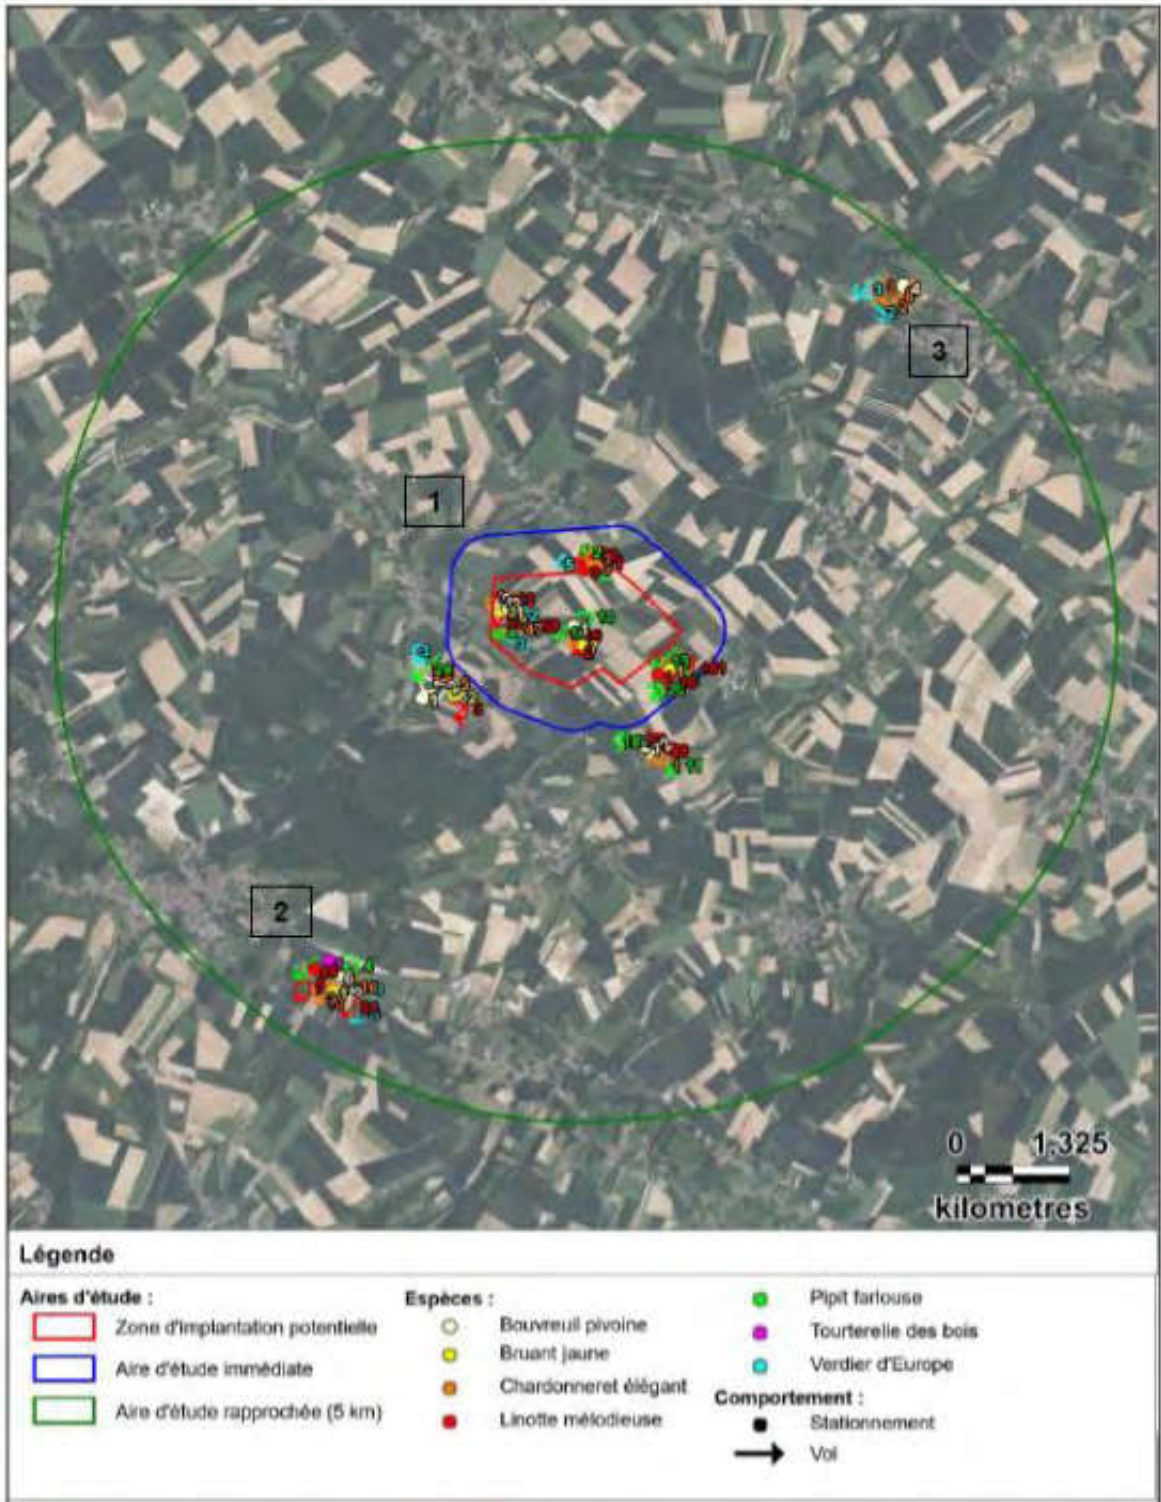 3
1
2
0 1,325
kilometres
Légende
Aires d'étude :
Zone d'implantation potentielle
Aire d'étude immédiate
Aire d'étude rapprochée (5 km)
Espèces :
Bouvreuil pivoine
Bruant jaune
Chardonneret élégant
Linotte mélodieuse
Pipit farlouse
Tourterelle des bois
Verdier d'Europe
Comportement :
Stationnement
Vol